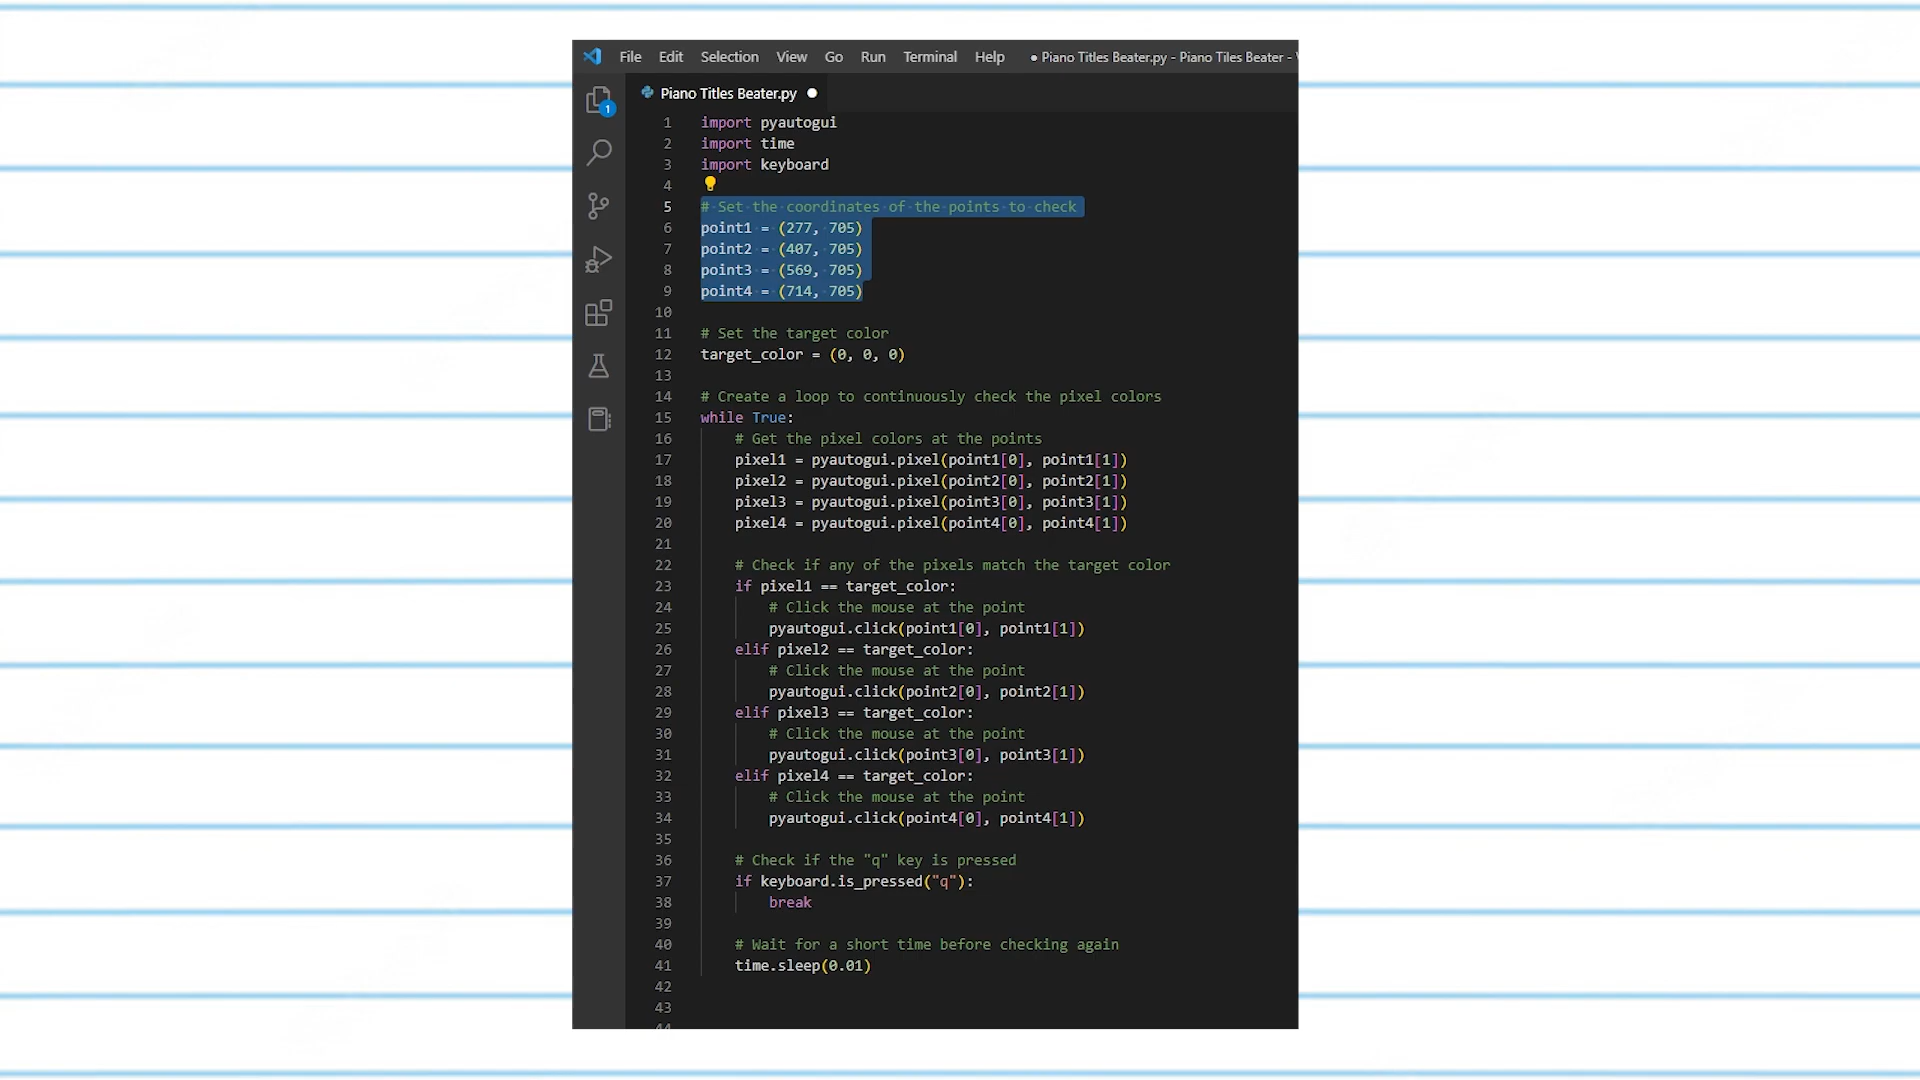 File Edit Selection View Go Run Terminal Help ● Piano Titles Beater.py - Piano Tiles Beater -
1
Piano Titles Beater.py ●
1 import pyautogui
2 import time
3 import keyboard
4
5 # Set the coordinates of the points to check
6 point1 = (277, 705)
7 point2 = (407, 705)
8 point3 = (569, 705)
9 point4 = (714, 705)
10
11 # Set the target color
12 target_color = (0, 0, 0)
13
14 # Create a loop to continuously check the pixel colors
15 while True:
16 # Get the pixel colors at the points
17 pixel1 = pyautogui.pixel(point1[0], point1[1])
18 pixel2 = pyautogui.pixel(point2[0], point2[1])
19 pixel3 = pyautogui.pixel(point3[0], point3[1])
20 pixel4 = pyautogui.pixel(point4[0], point4[1])
21
22 # Check if any of the pixels match the target color
23 if pixel1 == target_color:
24 # Click the mouse at the point
25 pyautogui.click(point1[0], point1[1])
26 elif pixel2 == target_color:
27 # Click the mouse at the point
28 pyautogui.click(point2[0], point2[1])
29 elif pixel3 == target_color:
30 # Click the mouse at the point
31 pyautogui.click(point3[0], point3[1])
32 elif pixel4 == target_color:
33 # Click the mouse at the point
34 pyautogui.click(point4[0], point4[1])
35
36 # Check if the "q" key is pressed
37 if keyboard.is_pressed("q"):
38 break
39
40 # Wait for a short time before checking again
41 time.sleep(0.01)
42
43